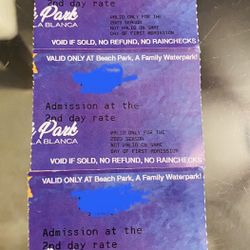 Park
LA BLANCA
2nd day rate
VALID ONLY FOR THE
2023 SEASON
NOT VALID ON SAME
DAY OF FIRST ADMISSION
VOID IF SOLD, NO REFUND, NO RAINCHECKS
VALID ONLY AT Beach Park, A Family Waterpark!
Admission at the
2nd day rate
Park
LA BLANCA
VALID ONLY FOR THE
2023 SEASON
NOT VALID ON SAME
DAY OF FIRST ADMISSION
VOID IF SOLD, NO REFUND, NO RAINCHECKS
VALID ONLY AT Beach Park, A Family Waterpark!
Admission at the
2nd day rate